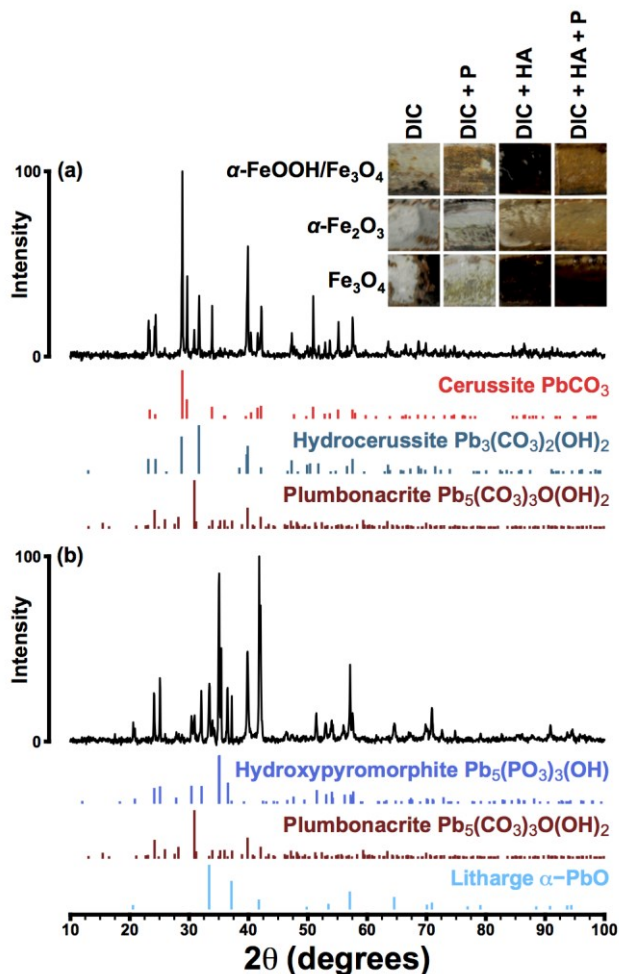 DIC
DIC + P
DIC + HA
DIC + HA + P
α-FeOOH/Fe₃O₄
α-Fe₂O₃
Fe₃O₄
(a)
100
Intensity
0
Cerussite PbCO₃
Hydrocerussite Pb₃(CO₃)₂(OH)₂
Plumbonacrite Pb₅(CO₃)₃O(OH)₂
(b)
100
Intensity
0
Hydroxypyromorphite Pb₅(PO₃)₃(OH)
Plumbonacrite Pb₅(CO₃)₃O(OH)₂
Litharge α−PbO
10 20 30 40 50 60 70 80 90 100
2θ (degrees)